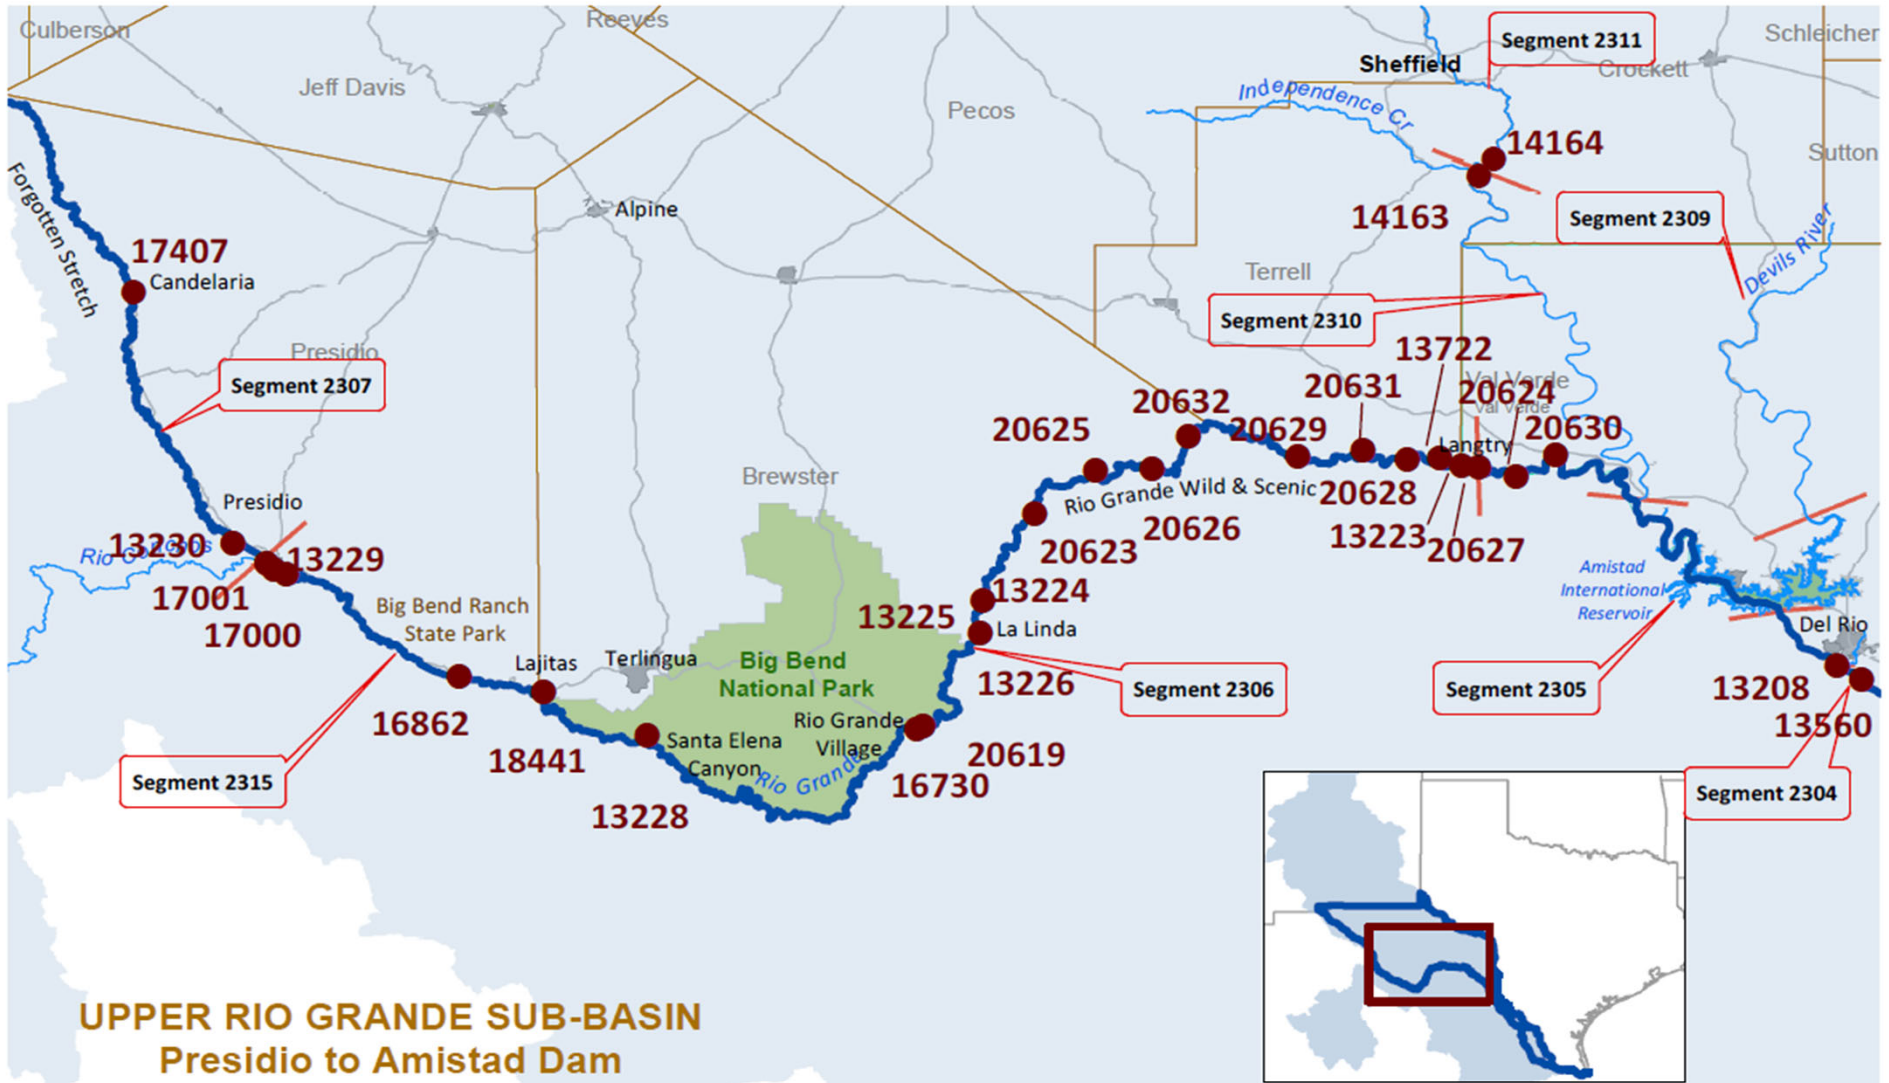 Culberson
Reeves
Schleicher
Segment 2311
Sheffield
Crockett
Jeff Davis
Independence Cr
Pecos
14164
Sutton
Forgotten Stretch
Alpine
14163
Segment 2309
17407
Candelaria
Devils River
Terrell
Segment 2310
13722
Presidio
Segment 2307
20631
Val Verde
20624
Val Verde
20632
20625
20629
Langtry
20630
Brewster
Rio Grande Wild & Scenic
20628
Presidio
20626
13223
20627
20623
13230
Rio Conchos
13229
Amistad
International
Reservoir
17001
13224
Big Bend Ranch
State Park
13225
La Linda
Del Rio
17000
Lajitas
Terlingua
Big Bend
National Park
13226
Segment 2306
Segment 2305
13208
16862
Rio Grande
Village
13560
Santa Elena
Canyon
Rio Grande
20619
18441
16730
Segment 2315
Segment 2304
13228
UPPER RIO GRANDE SUB-BASIN
Presidio to Amistad Dam